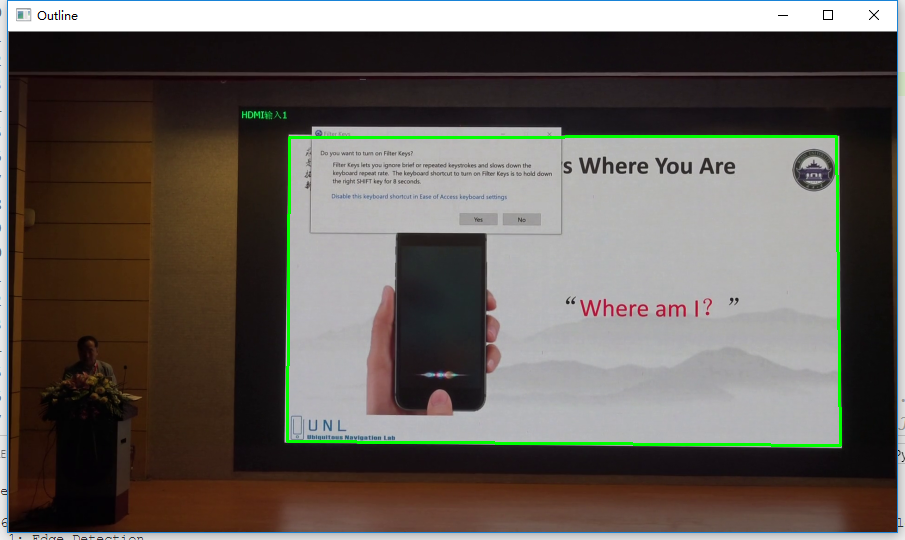 Outline
HDMI输入1
Filter Keys
Do you want to turn on Filter Keys?
Filter Keys lets you ignore brief or repeated keystrokes and slows down the
keyboard repeat rate. The keyboard shortcut to turn on Filter Keys is to hold down
the right SHIFT key for 8 seconds.
Disable this keyboard shortcut in Ease of Access keyboard settings
Yes
No
s Where You Are
“Where am I？”
UNL
Ubiquitous Navigation Lab
1: Edge Detection